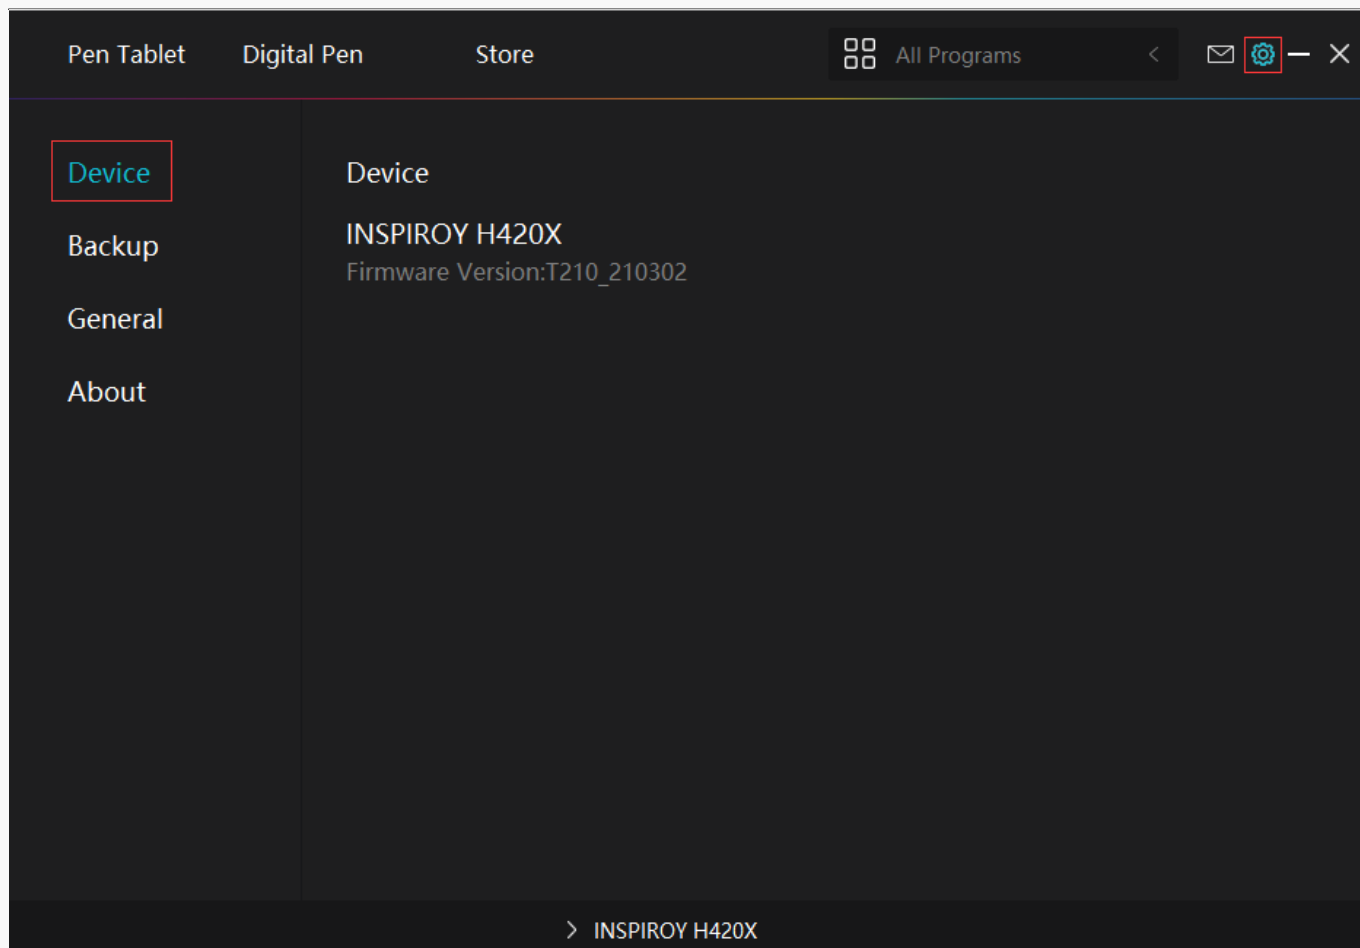 Pen Tablet Digital Pen Store All Programs
Device
Backup
General
About
Device
INSPIROY H420X
Firmware Version:T210_210302
INSPIROY H420X